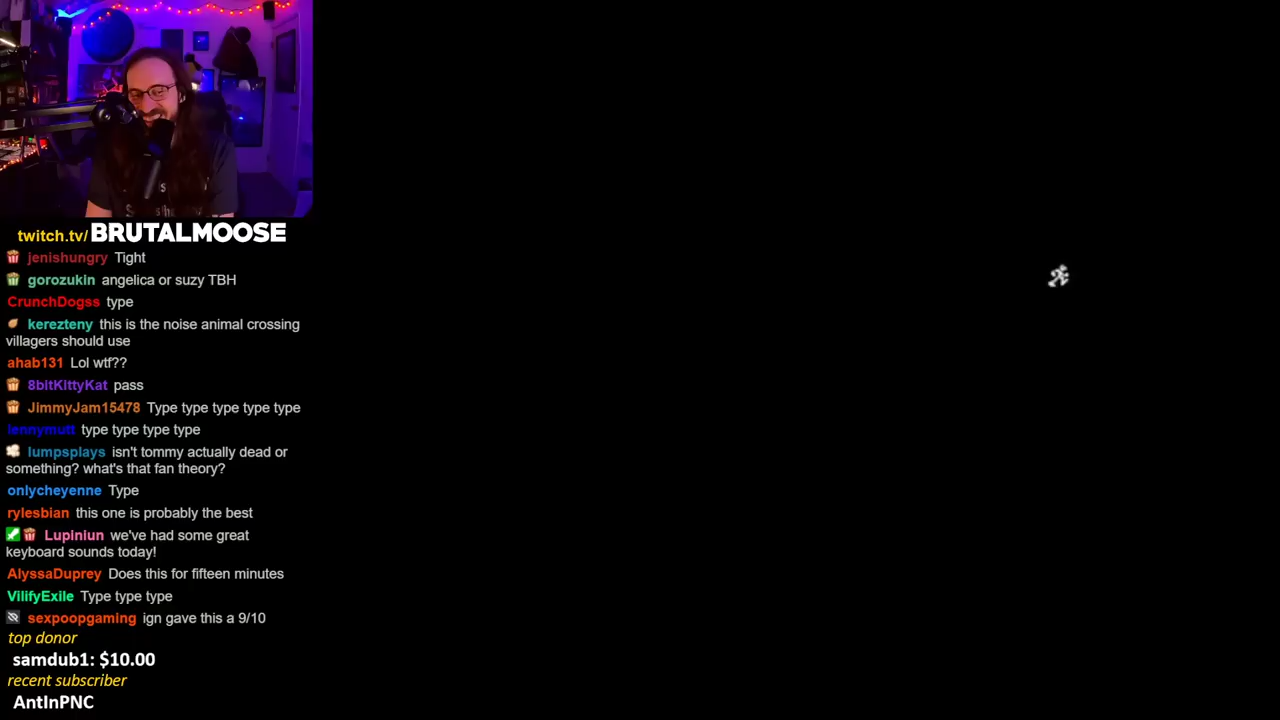 twitch.tv/BRUTALMOOSE
jenishungry Tight
gorozukin angelica or suzy TBH
CrunchDogss type
kerezteny this is the noise animal crossing
villagers should use
ahab131 Lol wtf??
8bitKittyKat pass
JimmyJam15478 Type type type type type
lennymutt type type type type
lumpsplays isn't tommy actually dead or
something? what's that fan theory?
onlycheyenne Type
rylesbian this one is probably the best
Lupiniun we've had some great
keyboard sounds today!
AlyssaDuprey Does this for fifteen minutes
VilifyExile Type type type
sexpoopgaming ign gave this a 9/10
top donor
samdub1: $10.00
recent subscriber
AntInPNC